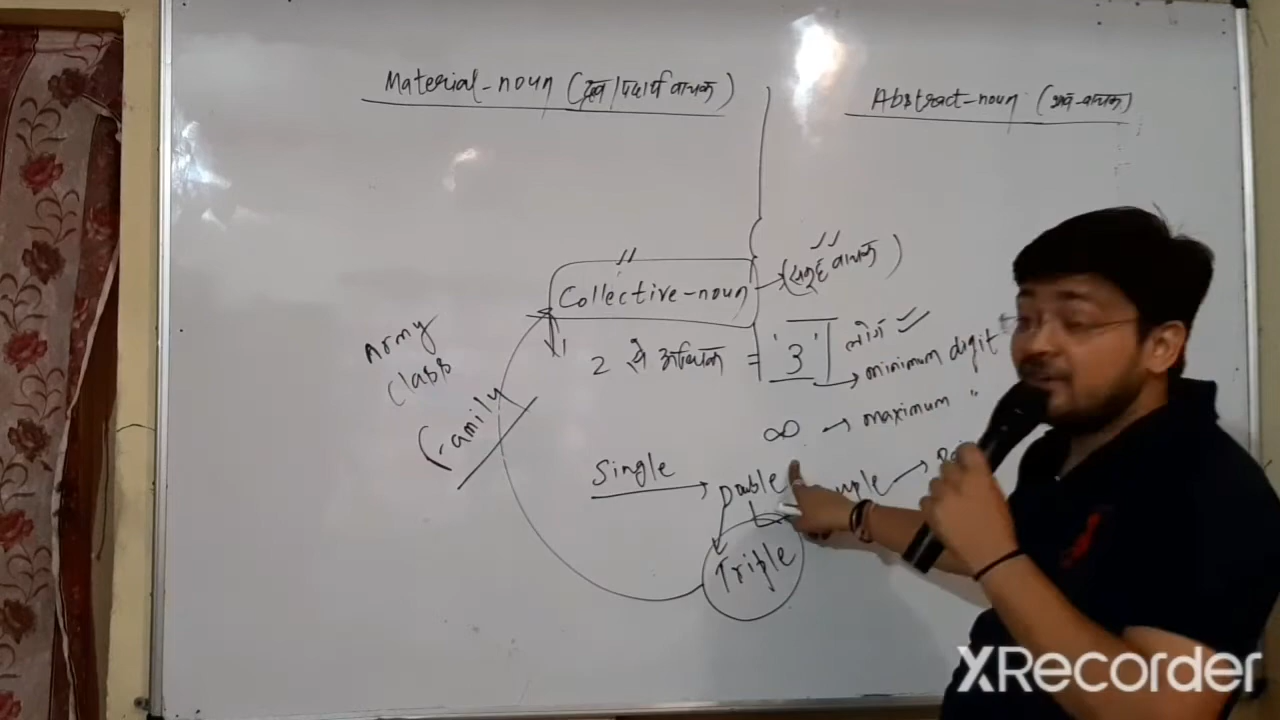 Material-noun (द्रव्य/पदार्थ वाचक)
Abstract-noun (भाव-वाचक)
Collective-noun
(समूह वाचक)
Army
Class
Family
2 से अधिक = '3' लोग
minimum digit
∞ → maximum "
Single → Double
Triple
XRecorder